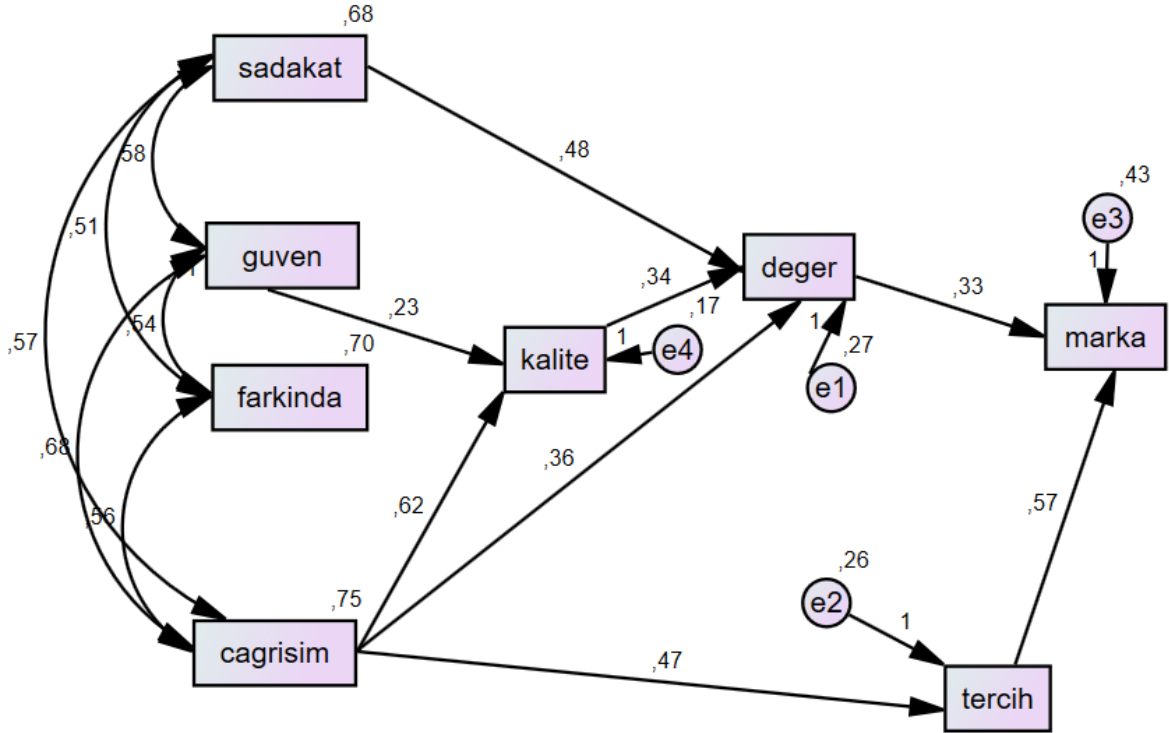 ,68
sadakat
58
,48
,43
e3
,51
1
guven
deger
1
,34
,33
,23
,17
,54
1
1
,57
,70
e4
,27
marka
kalite
e1
farkinda
,68
,36
,62
,57
,56
,26
,75
e2
1
cagrisim
,47
tercih